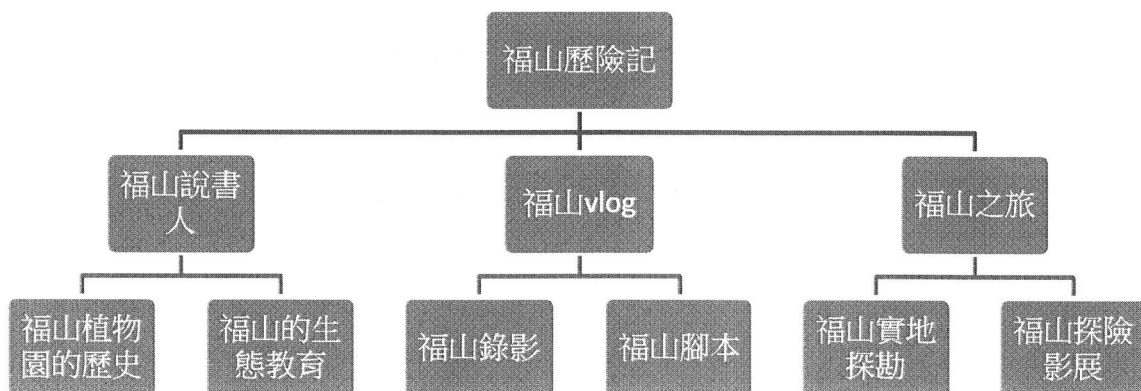 福山歷險記
福山說書
人
福山vlog
福山之旅
福山植物
園的歷史
福山的生
態教育
福山錄影
福山腳本
福山實地
探勘
福山探險
影展